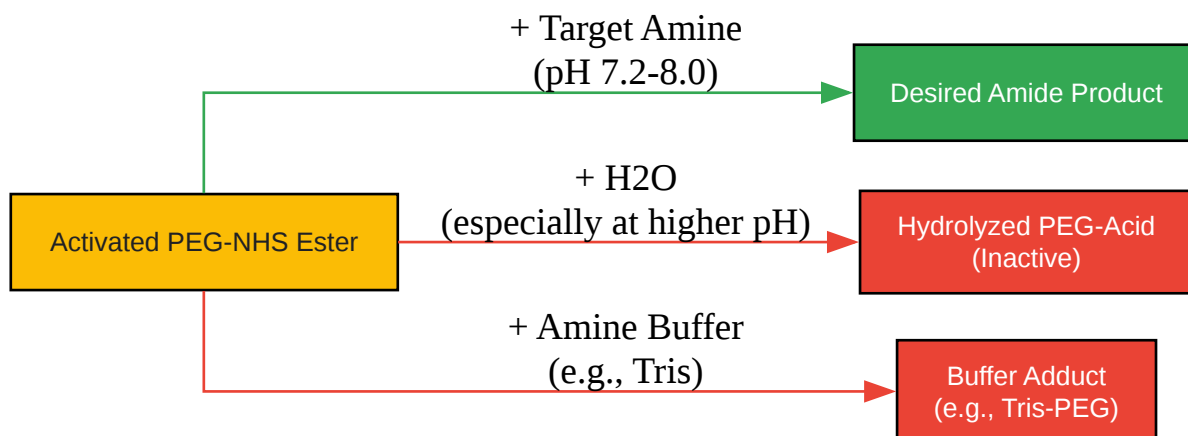 + Target Amine
(pH 7.2-8.0)
Desired Amide Product
+ H2O
(especially at higher pH)
Activated PEG-NHS Ester
Hydrolyzed PEG-Acid
(Inactive)
+ Amine Buffer
(e.g., Tris)
Buffer Adduct
(e.g., Tris-PEG)